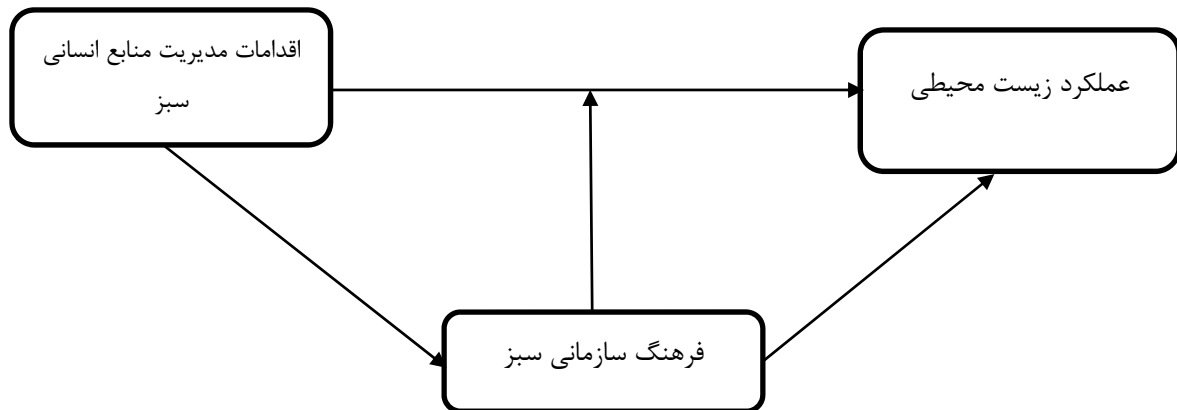 اقدامات مدیریت منابع انسانی
سبز
عملکرد زیست محیطی
فرهنگ سازمانی سبز